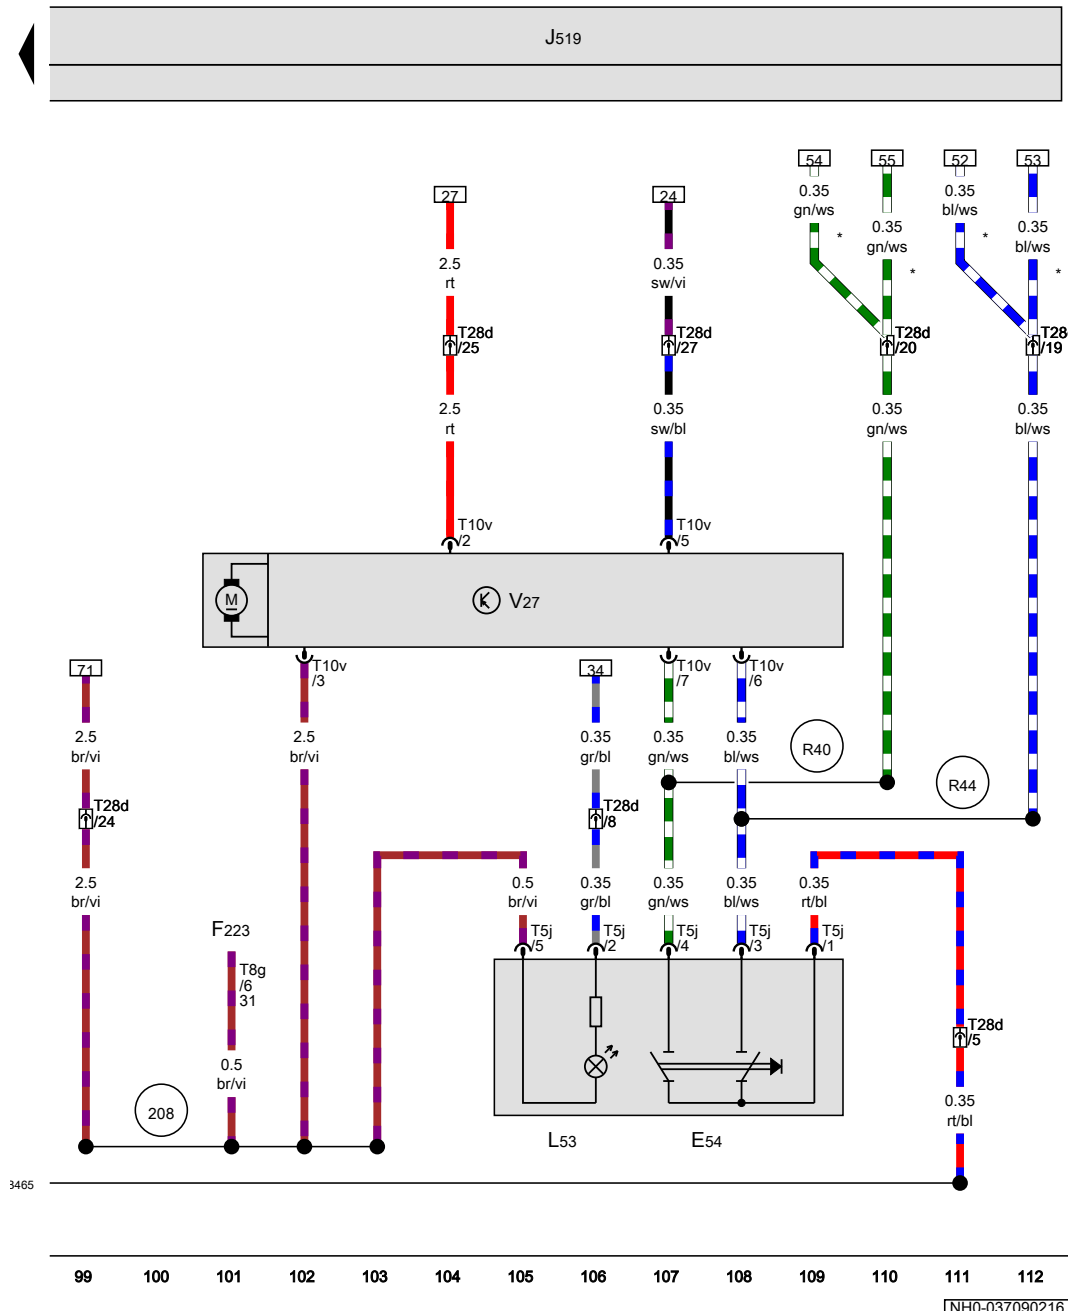 J519
54 55 52 53
0.35 gn/ws
*
0.35 gn/ws
*
0.35 bl/ws
*
0.35 bl/ws
*
27 24
2.5 rt
0.35 sw/vi
T28d /25
T28d /27
T28d /20
T28 /19
2.5 rt
0.35 sw/bl
0.35 gn/ws
0.35 bl/ws
T10v /2
T10v /5
M
V27
71
T10v /3
34
T10v /7
T10v /6
2.5 br/vi
2.5 br/vi
0.35 gr/bl
0.35 gn/ws
0.35 bl/ws
R40
R44
T28d /24
T28d /8
2.5 br/vi
0.5 br/vi
0.35 gr/bl
0.35 gn/ws
0.35 bl/ws
0.35 rt/bl
F223
T5j /5
T5j /2
T5j /4
T5j /3
T5j /1
T8g /6 31
T28d /5
0.5 br/vi
0.35 rt/bl
208
L53
E54
99 100 101 102 103 104 105 106 107 108 109 110 111 112
NH0-037090216